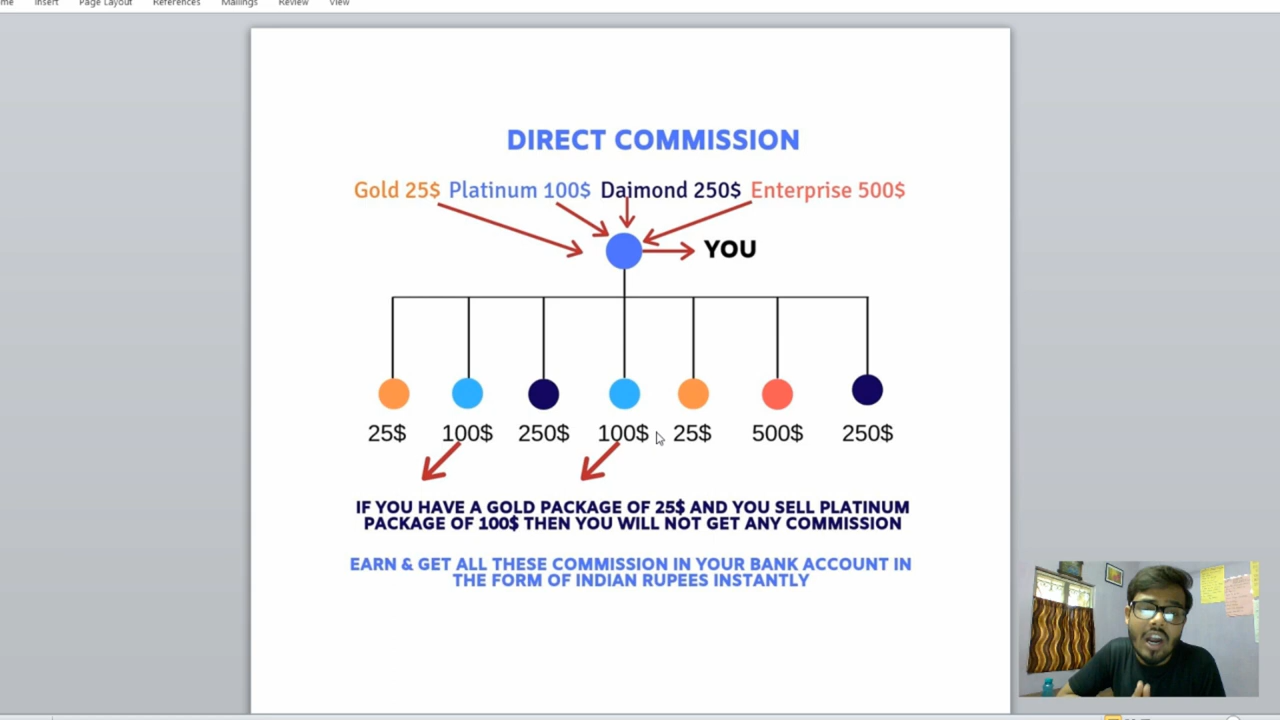 Insert Page Layout References Mailings Review View
DIRECT COMMISSION
Gold 25$ Platinum 100$ Daimond 250$ Enterprise 500$
YOU
25$ 100$ 250$ 100$ 25$ 500$ 250$
IF YOU HAVE A GOLD PACKAGE OF 25$ AND YOU SELL PLATINUM
PACKAGE OF 100$ THEN YOU WILL NOT GET ANY COMMISSION
EARN & GET ALL THESE COMMISSION IN YOUR BANK ACCOUNT IN
THE FORM OF INDIAN RUPEES INSTANTLY